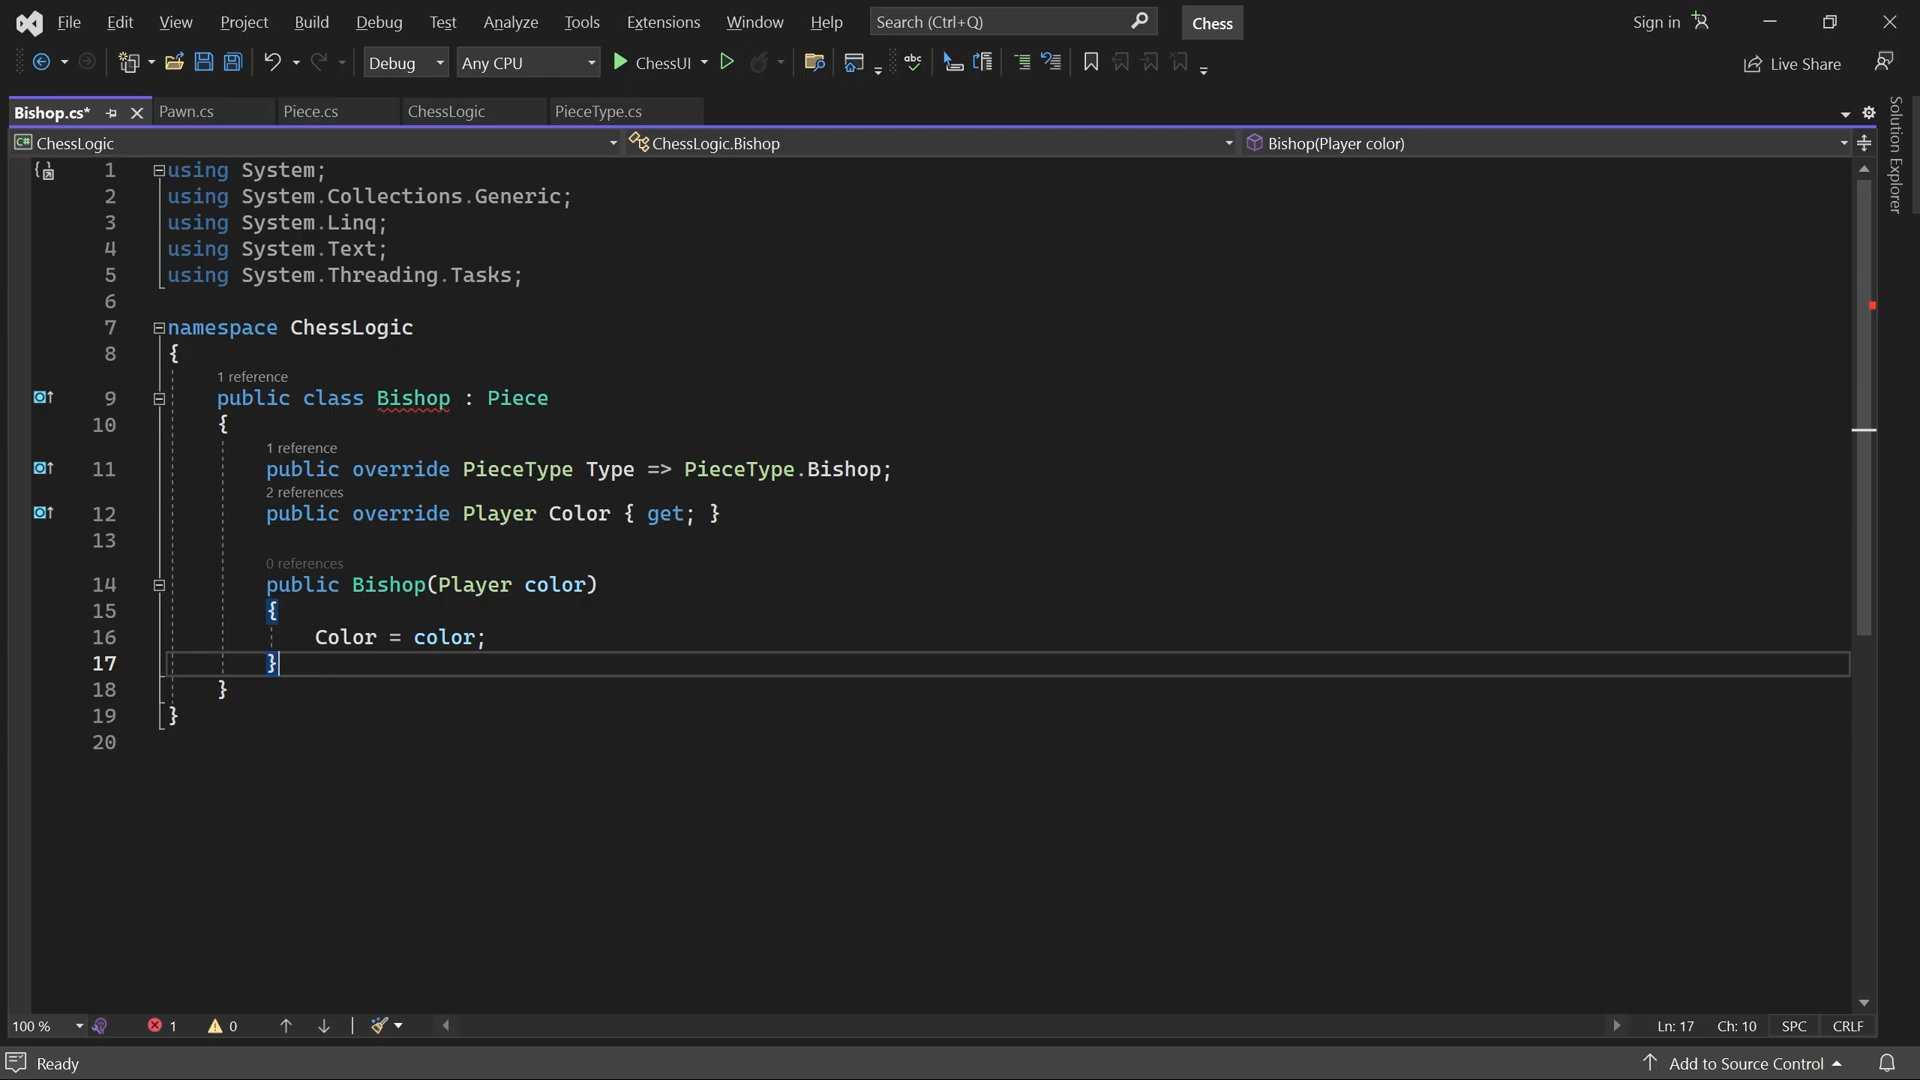 File Edit View Project Build Debug Test Analyze Tools Extensions Window Help Search (Ctrl+Q) Chess Sign in
Debug Any CPU ChessUI Live Share
Bishop.cs* Pawn.cs Piece.cs ChessLogic PieceType.cs
C# ChessLogic ChessLogic.Bishop Bishop(Player color)
Solution Explorer
1 using System;
2 using System.Collections.Generic;
3 using System.Linq;
4 using System.Text;
5 using System.Threading.Tasks;
6
7 namespace ChessLogic
8 {
1 reference
9 public class Bishop : Piece
10 {
1 reference
11 public override PieceType Type => PieceType.Bishop;
2 references
12 public override Player Color { get; }
13
0 references
14 public Bishop(Player color)
15 {
16 Color = color;
17 }
18 }
19 }
20
100 % 1 0 Ln: 17 Ch: 10 SPC CRLF
Ready Add to Source Control